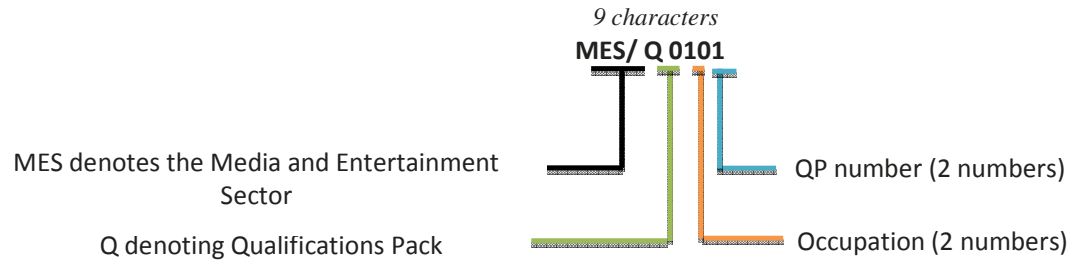 9 characters
MES/ Q 0101
MES denotes the Media and Entertainment
Sector
QP number (2 numbers)
Q denoting Qualifications Pack
Occupation (2 numbers)